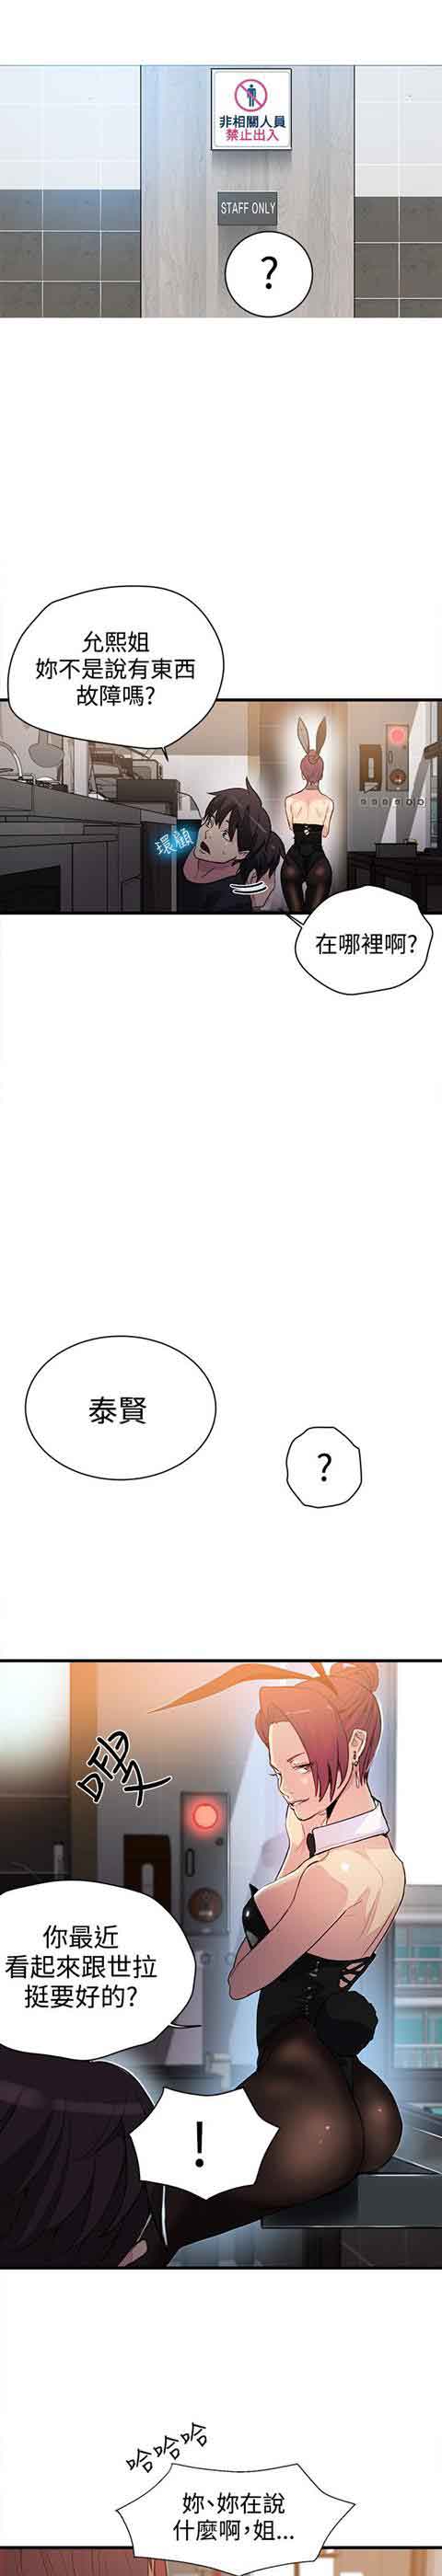 非相關人員
禁止出入
STAFF ONLY
?
允熙姐
妳不是說有東西
故障嗎?
環顧
在哪裡啊?
泰賢
?
嗖
你最近
看起來跟世拉
挺要好的?
!
哈哈哈
妳、妳在說
什麼啊,姐...